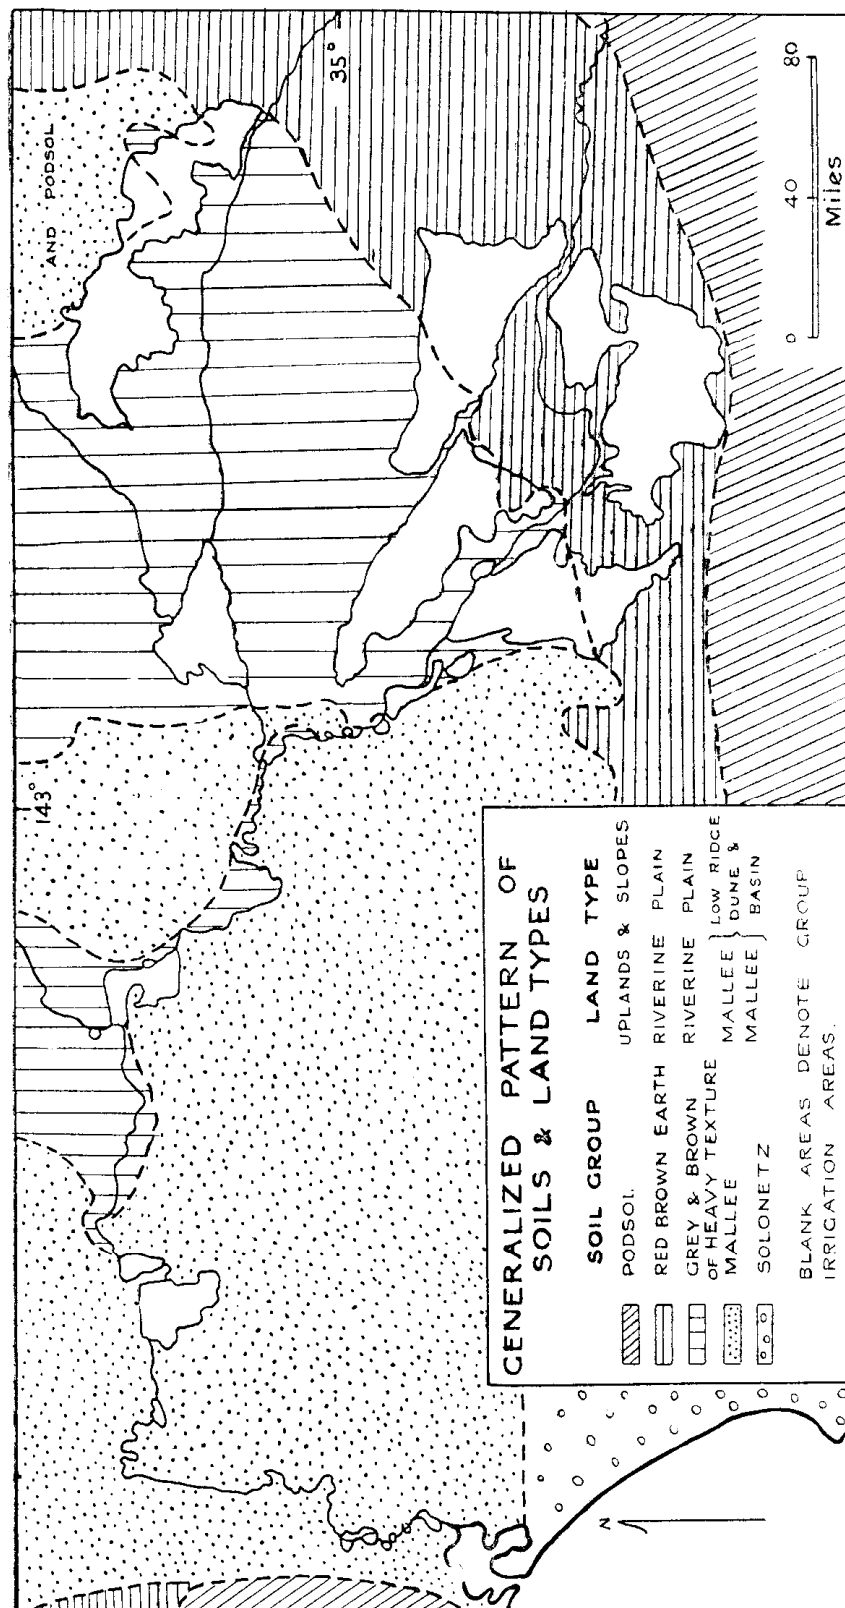 AND PODSOL
35°
143°
GENERALIZED PATTERN OF
SOILS & LAND TYPES
SOIL GROUP LAND TYPE
PODSOL UPLANDS & SLOPES
RED BROWN EARTH RIVERINE PLAIN
GREY & BROWN RIVERINE PLAIN
OF HEAVY TEXTURE
MALLEE MALLEE } LOW RIDGE
DUNE &
SOLONETZ MALLEE } BASIN
BLANK AREAS DENOTE GROUP
IRRIGATION AREAS.
N
0 40 80
Miles